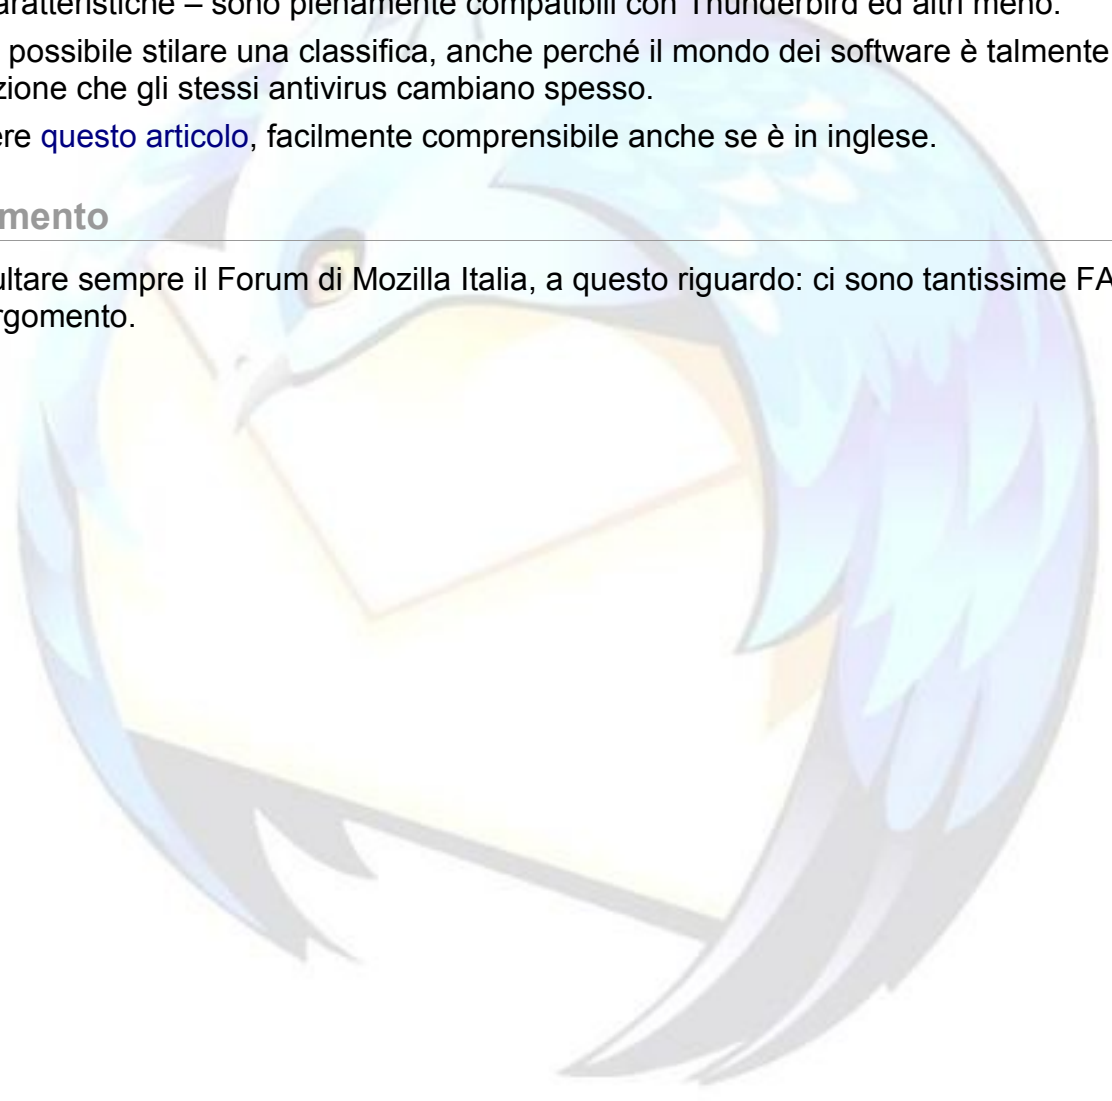 aratteristiche – sono pienamente compatibili con Thunderbird ed altri meno.
possibile stilare una classifica, anche perché il mondo dei software è talmente
zione che gli stessi antivirus cambiano spesso.
ere questo articolo, facilmente comprensibile anche se è in inglese.
mento
ultare sempre il Forum di Mozilla Italia, a questo riguardo: ci sono tantissime FA
rgomento.